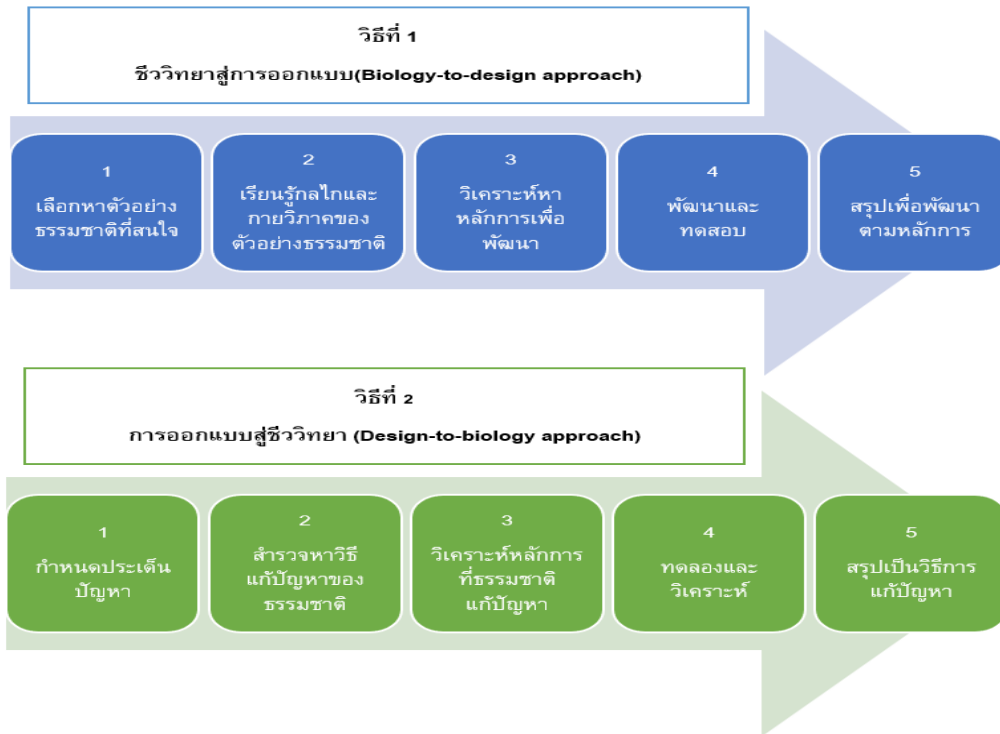 วิธีที่ 1
ชีววิทยาสู่การออกแบบ(Biology-to-design approach)
1
เลือกหาตัวอย่าง
ธรรมชาติที่สนใจ
2
เรียนรู้กลไกและ
กายวิภาคของ
ตัวอย่างธรรมชาติ
3
วิเคราะห์หา
หลักการเพื่อ
พัฒนา
4
พัฒนาและ
ทดสอบ
5
สรุปเพื่อพัฒนา
ตามหลักการ
วิธีที่ 2
การออกแบบสู่ชีววิทยา (Design-to-biology approach)
1
กำหนดประเด็น
ปัญหา
2
สำรวจหาวิธี
แก้ปัญหาของ
ธรรมชาติ
3
วิเคราะห์หลักการ
ที่ธรรมชาติ
แก้ปัญหา
4
ทดลองและ
วิเคราะห์
5
สรุปเป็นวิธีการ
แก้ปัญหา